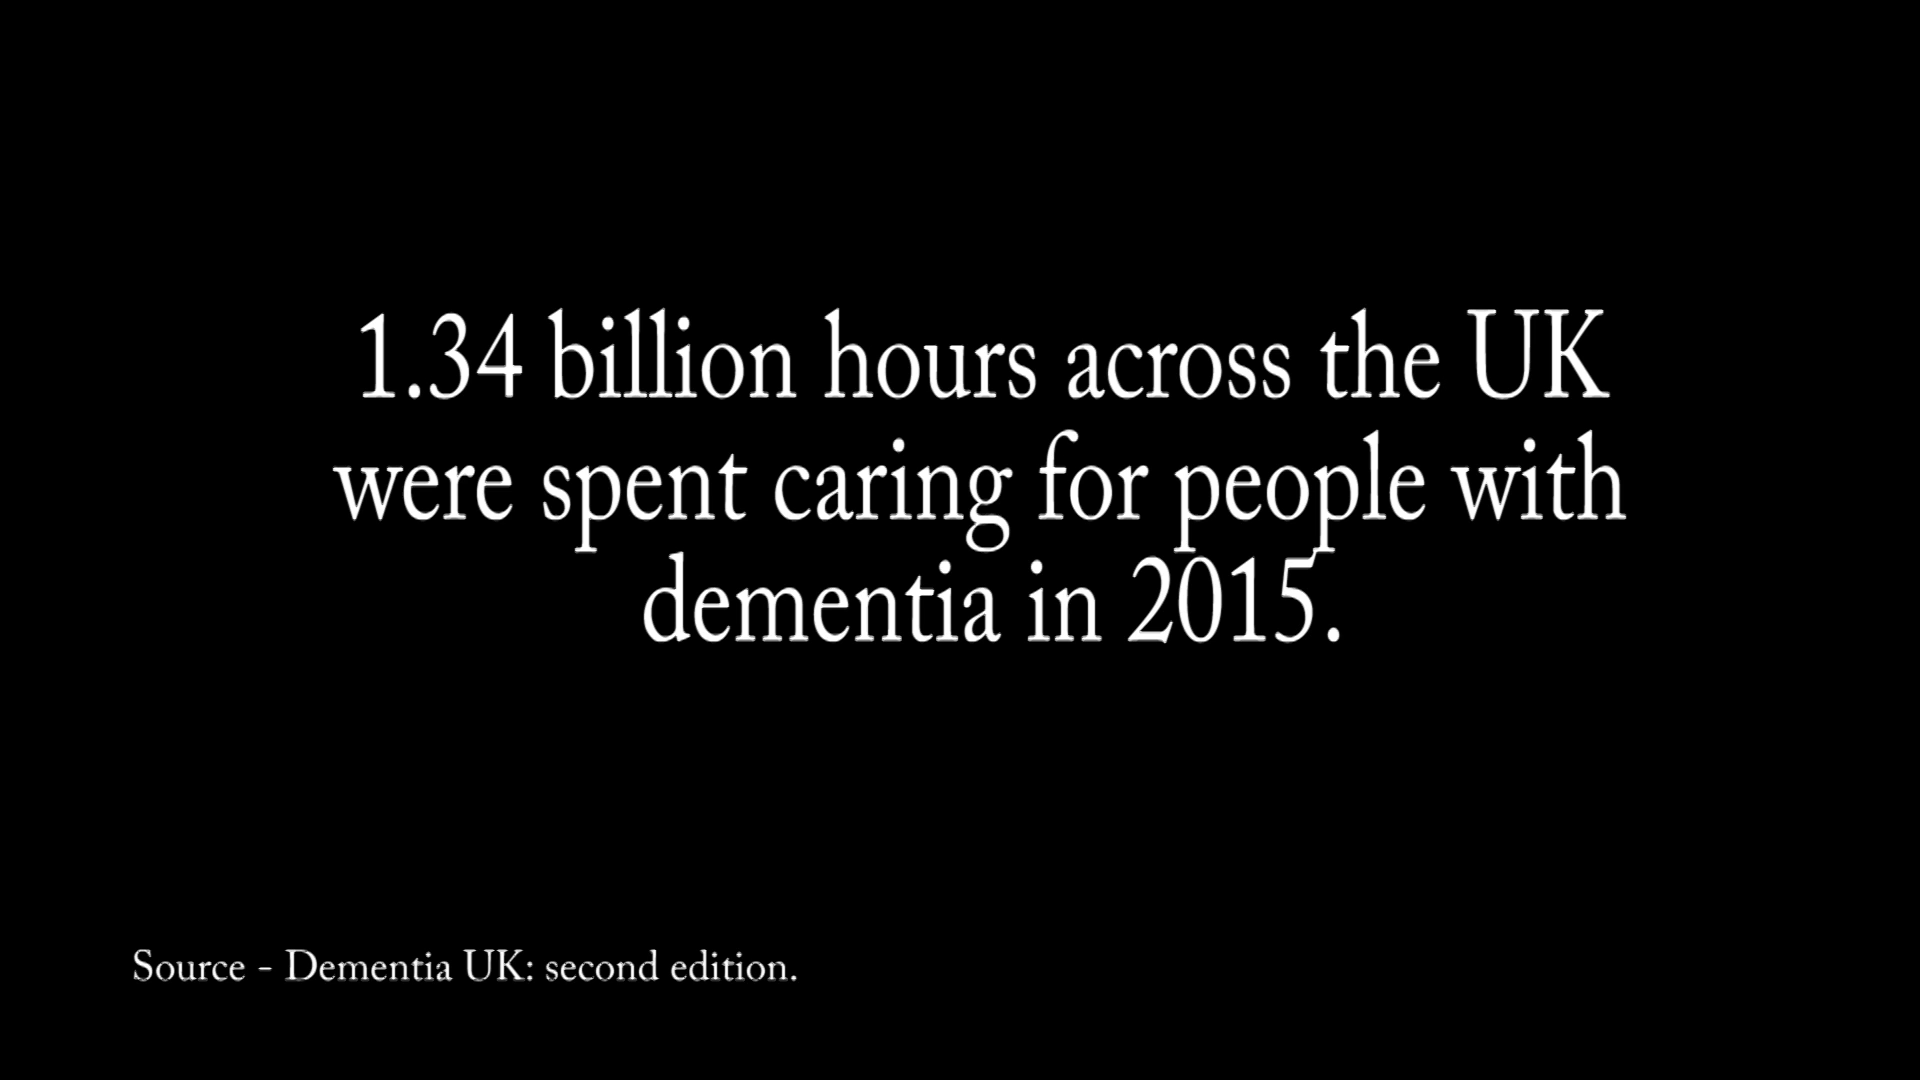 1.34 billion hours across the UK
were spent caring for people with
dementia in 2015.
Source - Dementia UK: second edition.